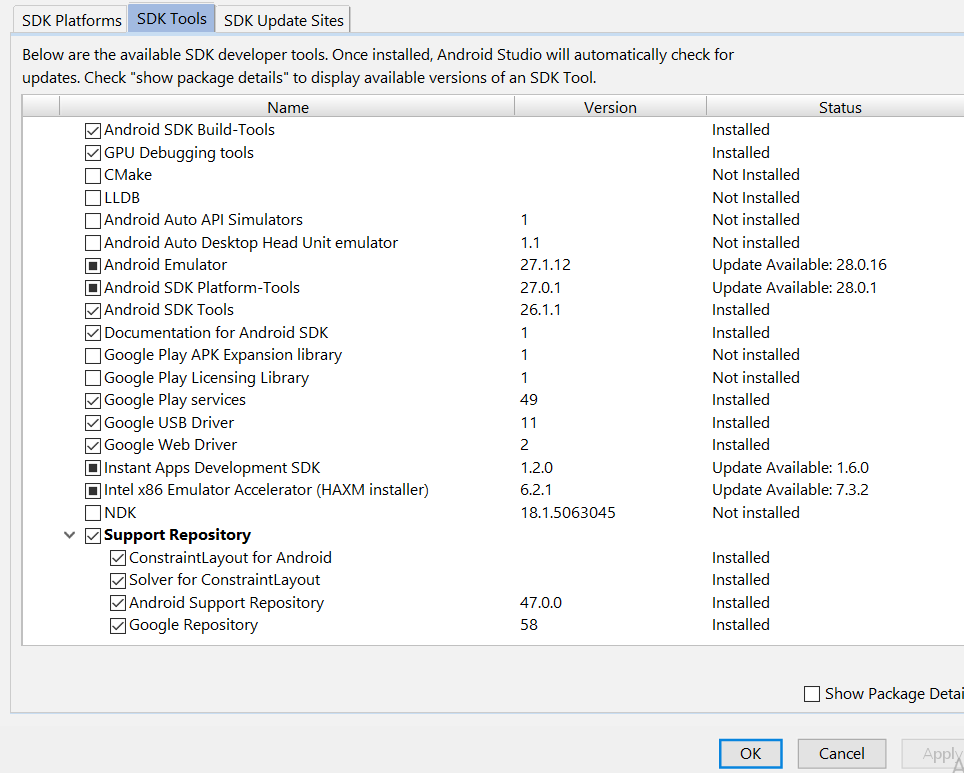 SDK Platforms SDK Tools SDK Update Sites
Below are the available SDK developer tools. Once installed, Android Studio will automatically check for
updates. Check "show package details" to display available versions of an SDK Tool.
Name Version Status
Android SDK Build-Tools Installed
GPU Debugging tools Installed
CMake Not Installed
LLDB Not Installed
Android Auto API Simulators 1 Not installed
Android Auto Desktop Head Unit emulator 1.1 Not installed
Android Emulator 27.1.12 Update Available: 28.0.16
Android SDK Platform-Tools 27.0.1 Update Available: 28.0.1
Android SDK Tools 26.1.1 Installed
Documentation for Android SDK 1 Installed
Google Play APK Expansion library 1 Not installed
Google Play Licensing Library 1 Not installed
Google Play services 49 Installed
Google USB Driver 11 Installed
Google Web Driver 2 Installed
Instant Apps Development SDK 1.2.0 Update Available: 1.6.0
Intel x86 Emulator Accelerator (HAXM installer) 6.2.1 Update Available: 7.3.2
NDK 18.1.5063045 Not installed
Support Repository
ConstraintLayout for Android Installed
Solver for ConstraintLayout Installed
Android Support Repository 47.0.0 Installed
Google Repository 58 Installed
Show Package Detai
OK Cancel Apply